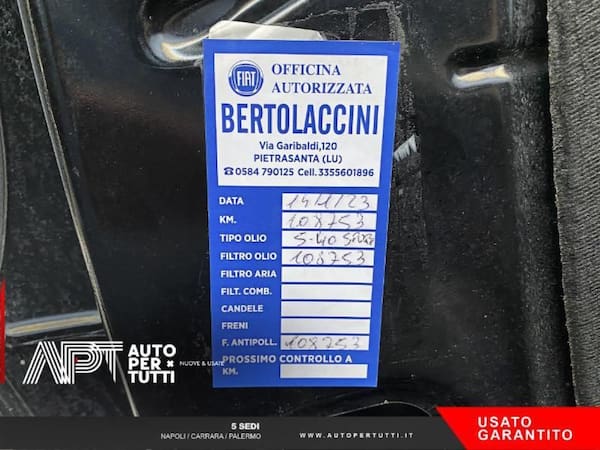 FIAT
OFFICINA
AUTORIZZATA
BERTOLACCINI
Via Garibaldi,120
PIETRASANTA (LU)
☎0584 790125 Cell. 3355601896
DATA 14/1/23
KM. 108753
TIPO OLIO 5-40
FILTRO OLIO 108753
FILTRO ARIA
FILT. COMB.
CANDELE
FRENI
F. ANTIPOLL. 108753
PROSSIMO CONTROLLO A
KM.
APT AUTO
PER
TUTTI
NUOVE & USATE
5 SEDI
NAPOLI / CARRARA / PALERMO
WWW.AUTOPERTUTTI.IT
USATO
GARANTITO